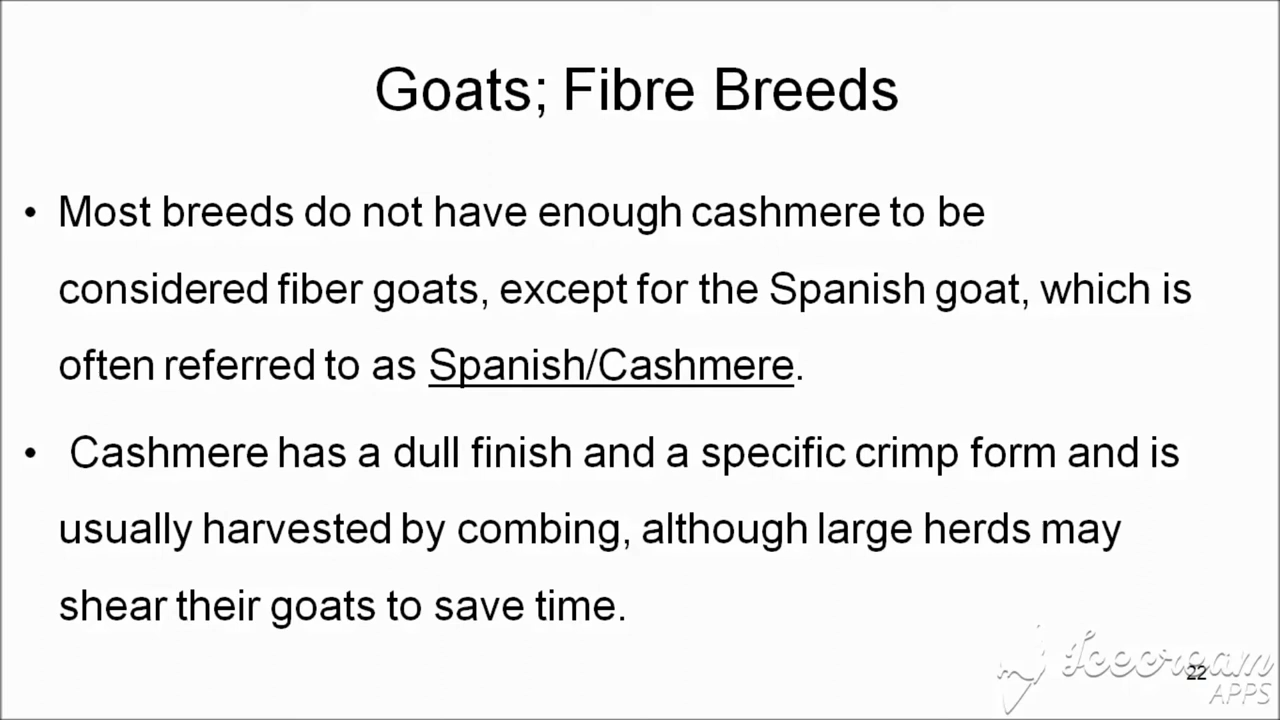 Goats; Fibre Breeds
• Most breeds do not have enough cashmere to be
considered fiber goats, except for the Spanish goat, which is
often referred to as Spanish/Cashmere.
• Cashmere has a dull finish and a specific crimp form and is
usually harvested by combing, although large herds may
shear their goats to save time.
Icecream
22
APPS